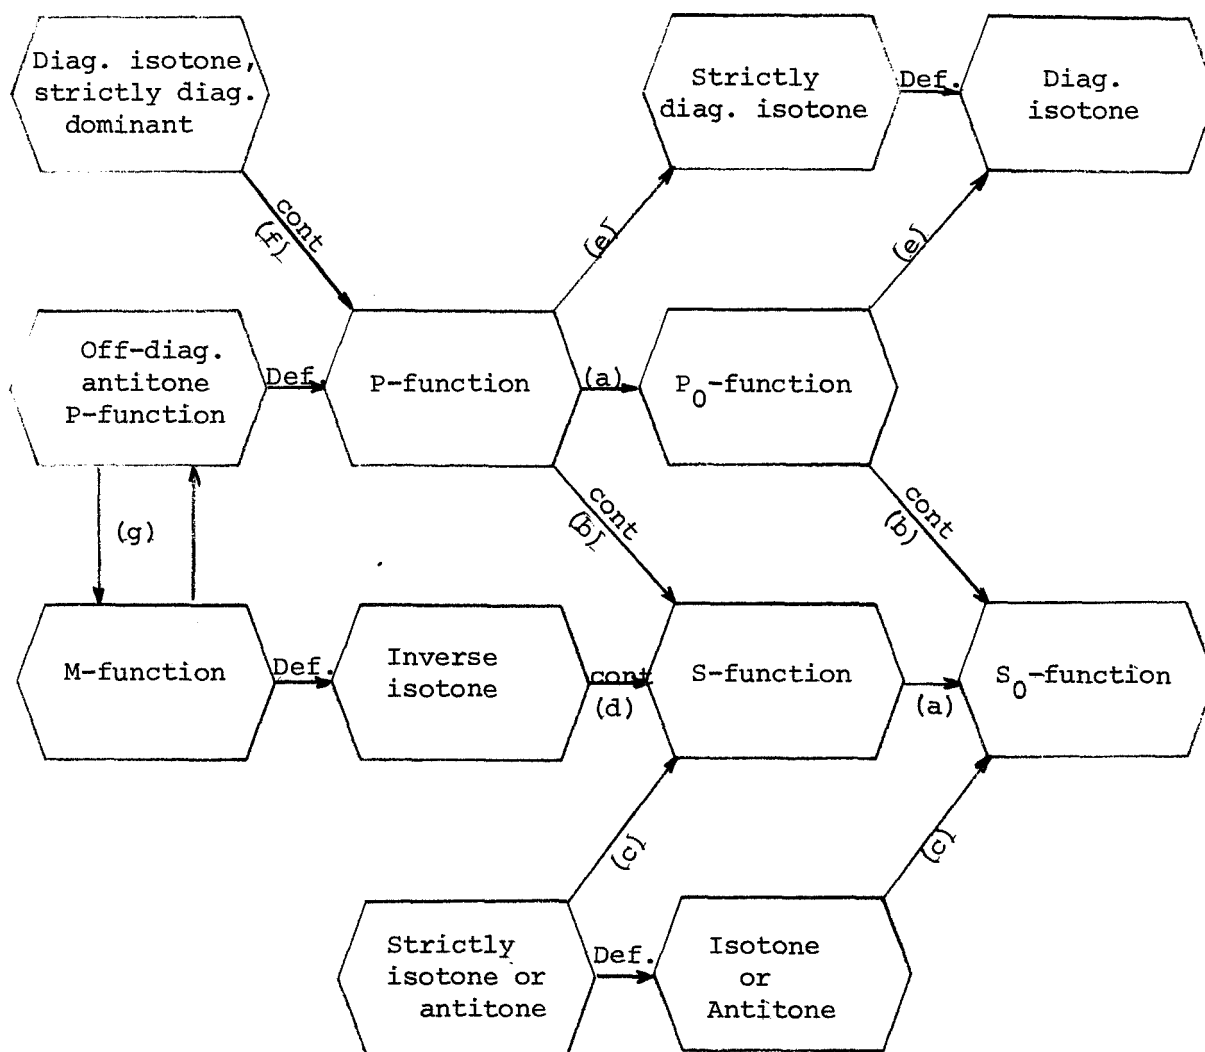 Diag. isotone,
strictly diag.
dominant
Strictly
diag. isotone
Def.
Diag.
isotone
cont
(f)
(e)
(e)
Off-diag.
antitone
P-function
Def.
P-function
(a)
P0-function
cont
(b)
cont
(b)
(g)
M-function
Def.
Inverse
isotone
cont
(d)
S-function
(a)
S0-function
(c)
(c)
Strictly
isotone or
antitone
Def.
Isotone
or
Antitone